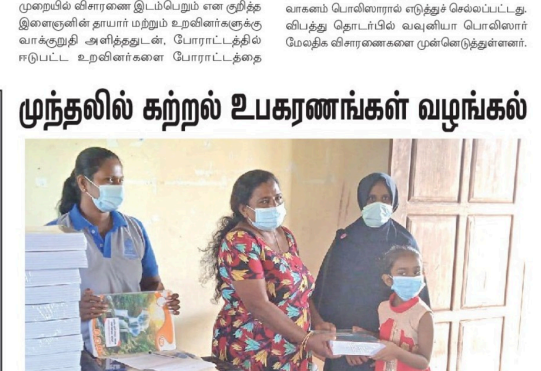 முறையில் விசாரணை இடம்பெறும் என குறித்த
இளைஞனின் தாயார் மற்றும் உறவினர்களுக்கு
வாக்குறுதி அளித்ததுடன், போராட்டத்தில்
ஈடுபட்ட உறவினர்களை போராட்டத்தை
வாகனம் பொலிஸாரால் எடுத்துச் செல்லப்பட்டது.
விபத்து தொடர்பில் வவுனியா பொலிஸார்
மேலதிக விசாரணைகளை முன்னெடுத்துள்ளனர்.
முந்தலில் கற்றல் உபகரணங்கள் வழங்கல்